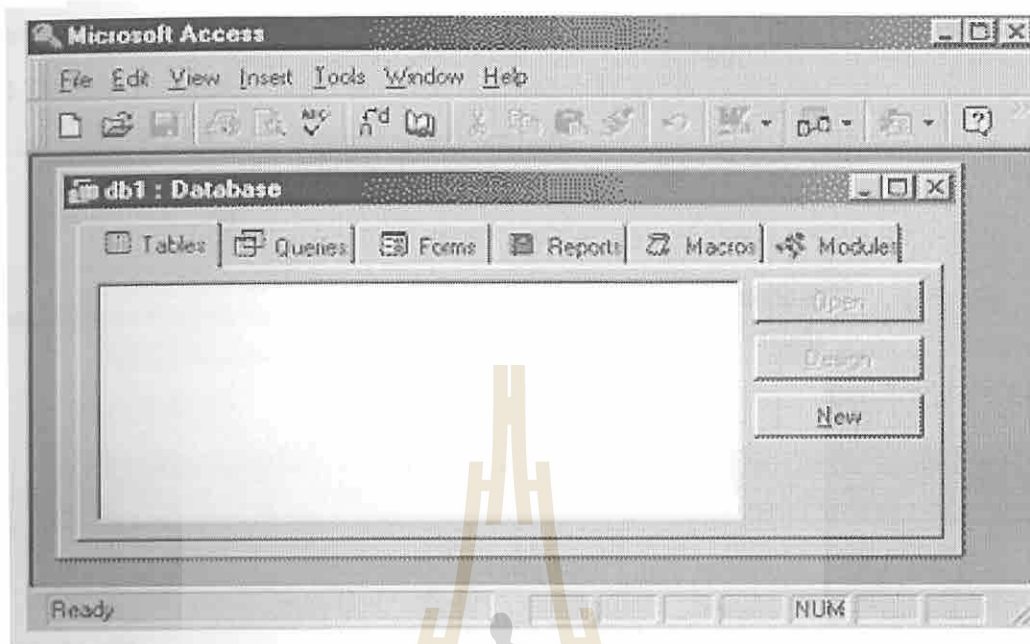 Microsoft Access
File Edit View Insert Tools Window Help
db1 : Database
Tables Queries Forms Reports Macros Modules
Open
Design
New
Ready NUM